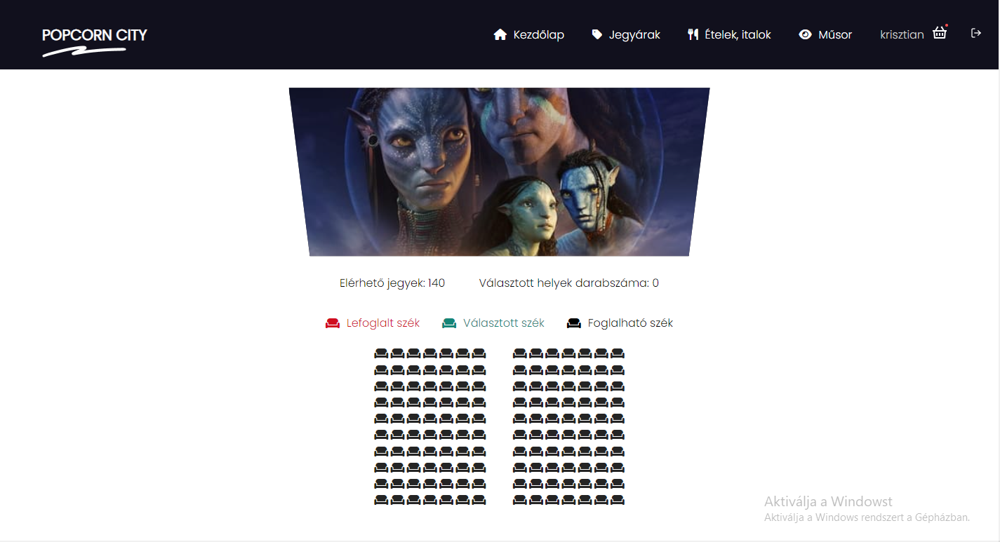 POPCORN CITY
Kezdőlap
Jegyárak
Ételek, italok
Műsor
krisztian
Elérhető jegyek: 140
Választott helyek darabszáma: 0
Lefoglalt szék
Választott szék
Foglalható szék
Aktiválja a Windowst
Aktiválja a Windows rendszert a Gépházban.